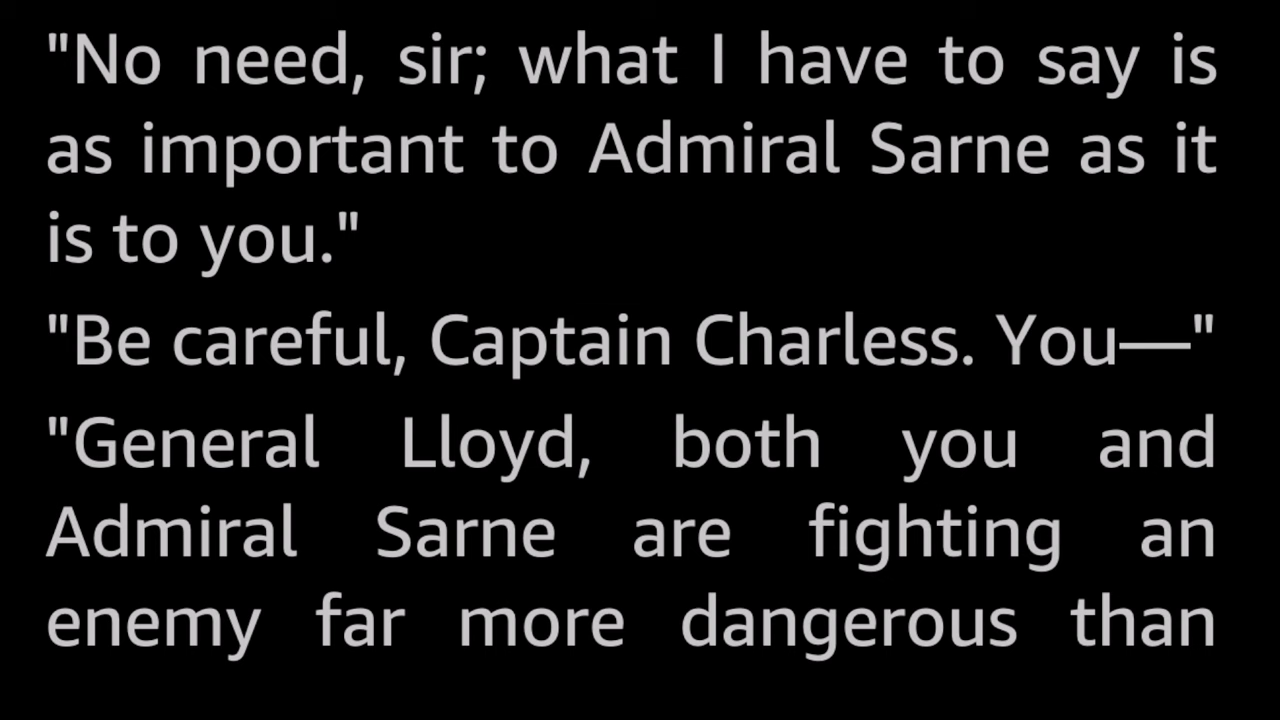 "No need, sir; what I have to say is
as important to Admiral Sarne as it
is to you."
"Be careful, Captain Charless. You—"
"General Lloyd, both you and
Admiral Sarne are fighting an
enemy far more dangerous than